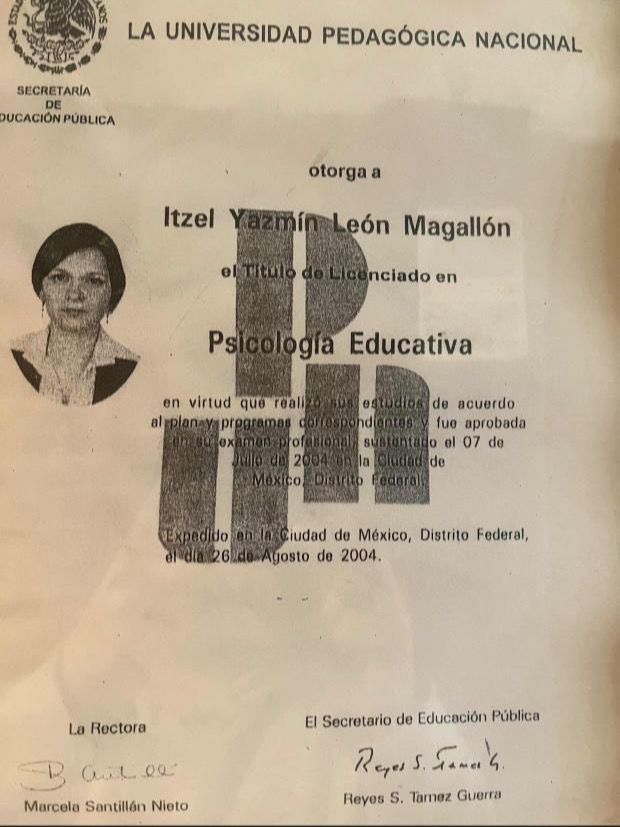 LA UNIVERSIDAD PEDAGÓGICA NACIONAL
SECRETARÍA
DE
EDUCACIÓN PÚBLICA
otorga a
Itzel Yazmín León Magallón
el Título de Licenciado en
Psicología Educativa
en virtud que realizó sus estudios de acuerdo
al plan y programas correspondientes y fue aprobada
en su examen profesional, sustentado el 07 de
Julio de 2004 en la Ciudad de
México, Distrito Federal.
Expedido en la Ciudad de México, Distrito Federal,
el día 26 de Agosto de 2004.
La Rectora
El Secretario de Educación Pública
Reyes S. Tamez G.
Marcela Santillán Nieto
Reyes S. Tamez Guerra